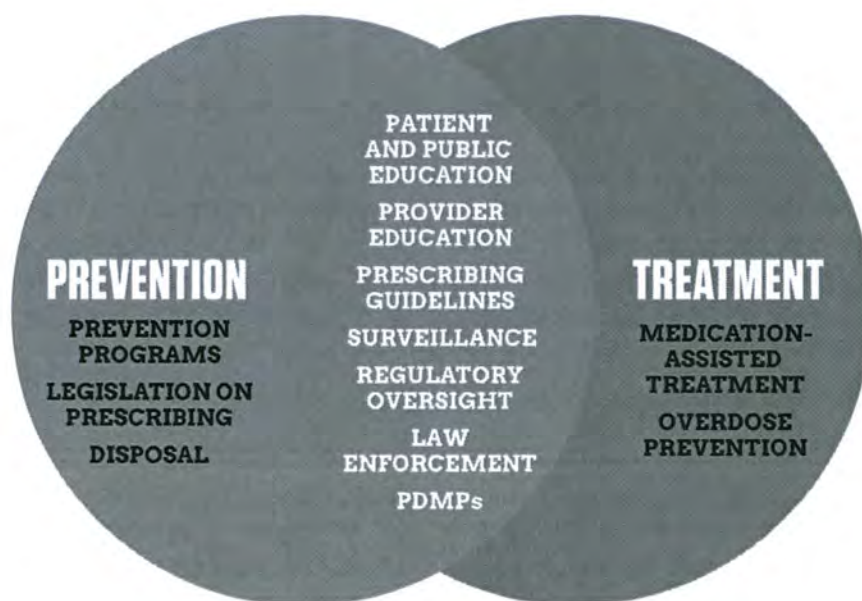 PREVENTION
PREVENTION
PROGRAMS
LEGISLATION ON
PRESCRIBING
DISPOSAL
PATIENT
AND PUBLIC
EDUCATION
PROVIDER
EDUCATION
PRESCRIBING
GUIDELINES
SURVEILLANCE
REGULATORY
OVERSIGHT
LAW
ENFORCEMENT
PDMPs
TREATMENT
MEDICATION-
ASSISTED
TREATMENT
OVERDOSE
PREVENTION